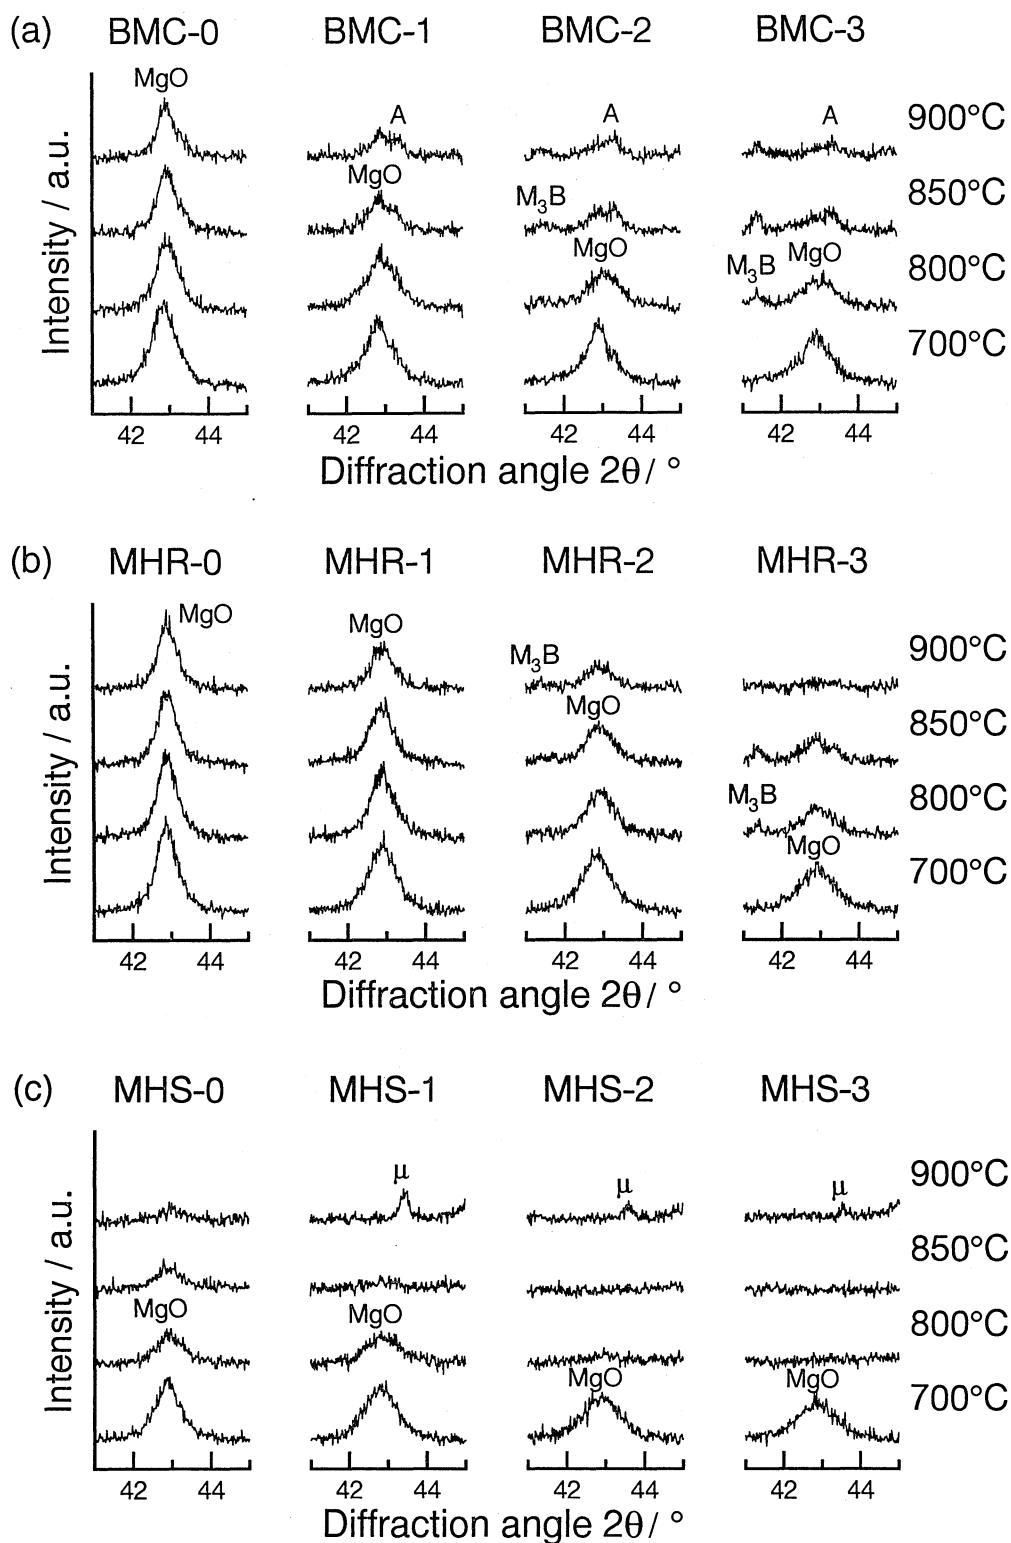 (a) BMC-0 BMC-1 BMC-2 BMC-3
MgO
A A A 900°C
MgO M₃B 850°C
MgO M₃B MgO 800°C
700°C
Intensity / a.u.
42 44 42 44 42 44 42 44
Diffraction angle 2θ/ °
(b) MHR-0 MHR-1 MHR-2 MHR-3
MgO MgO M₃B 900°C
MgO 850°C
M₃B 800°C
MgO 700°C
Intensity / a.u.
42 44 42 44 42 44 42 44
Diffraction angle 2θ/ °
(c) MHS-0 MHS-1 MHS-2 MHS-3
μ μ μ 900°C
850°C
MgO MgO 800°C
MgO MgO 700°C
Intensity / a.u.
42 44 42 44 42 44 42 44
Diffraction angle 2θ/ °